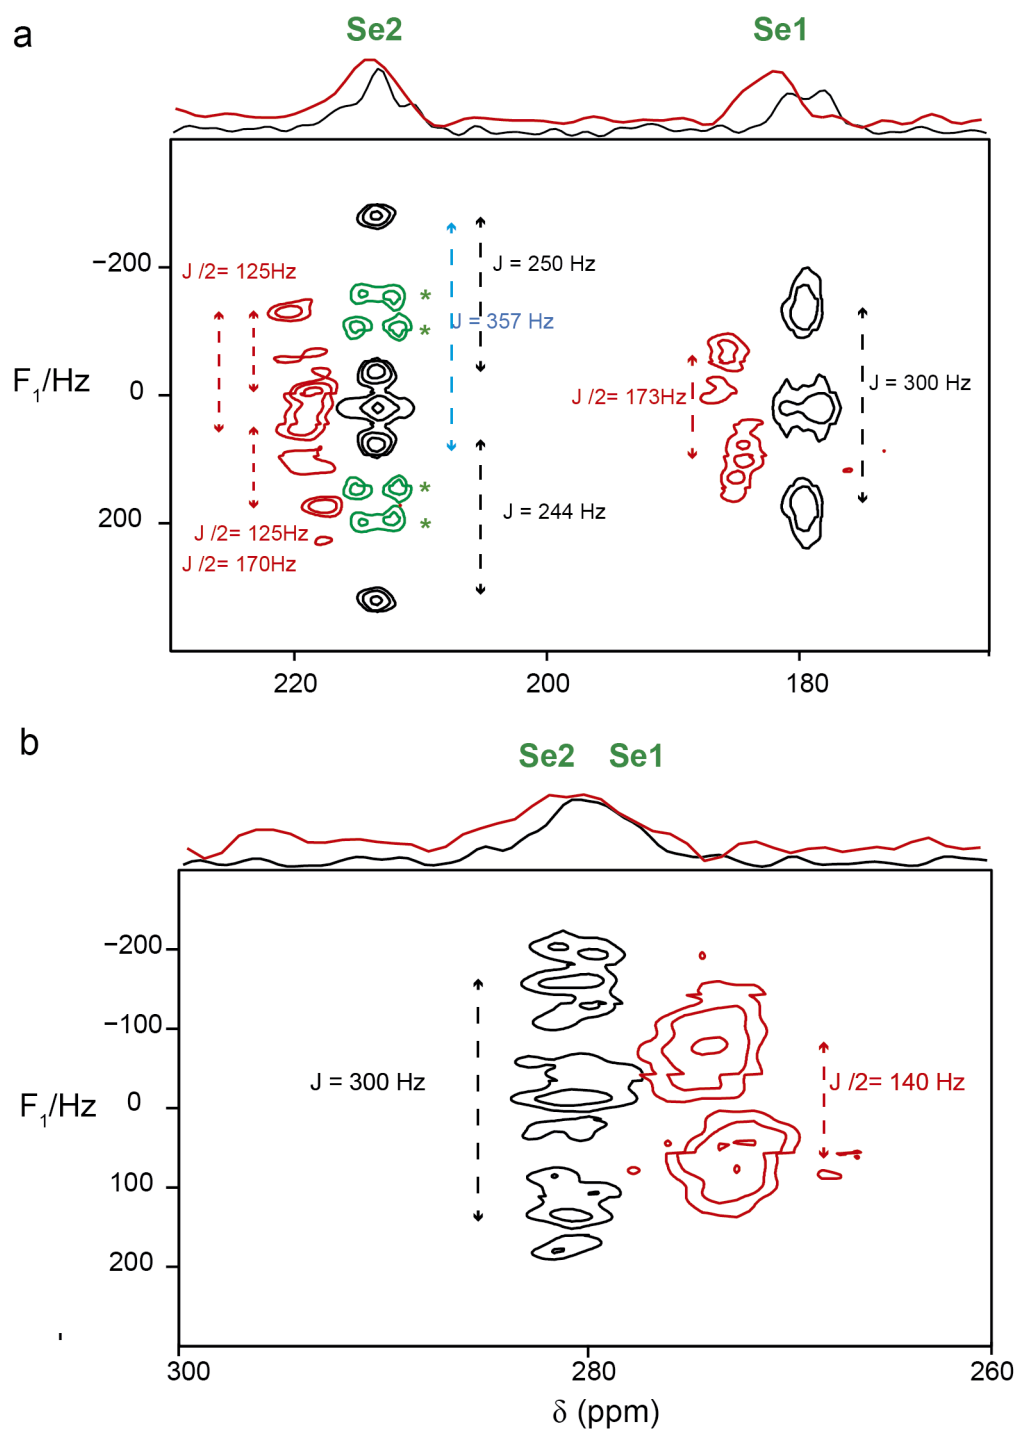 a
Se2 Se1
−200
0
200
F1/Hz
J /2= 125Hz
J = 250 Hz
*
*
J = 357 Hz
J /2= 173Hz
J = 300 Hz
*
*
J = 244 Hz
J /2= 125Hz
J /2= 170Hz
220 200 180
b
Se2 Se1
−200
−100
0
100
200
F1/Hz
J = 300 Hz
J /2= 140 Hz
300 280 260
δ (ppm)